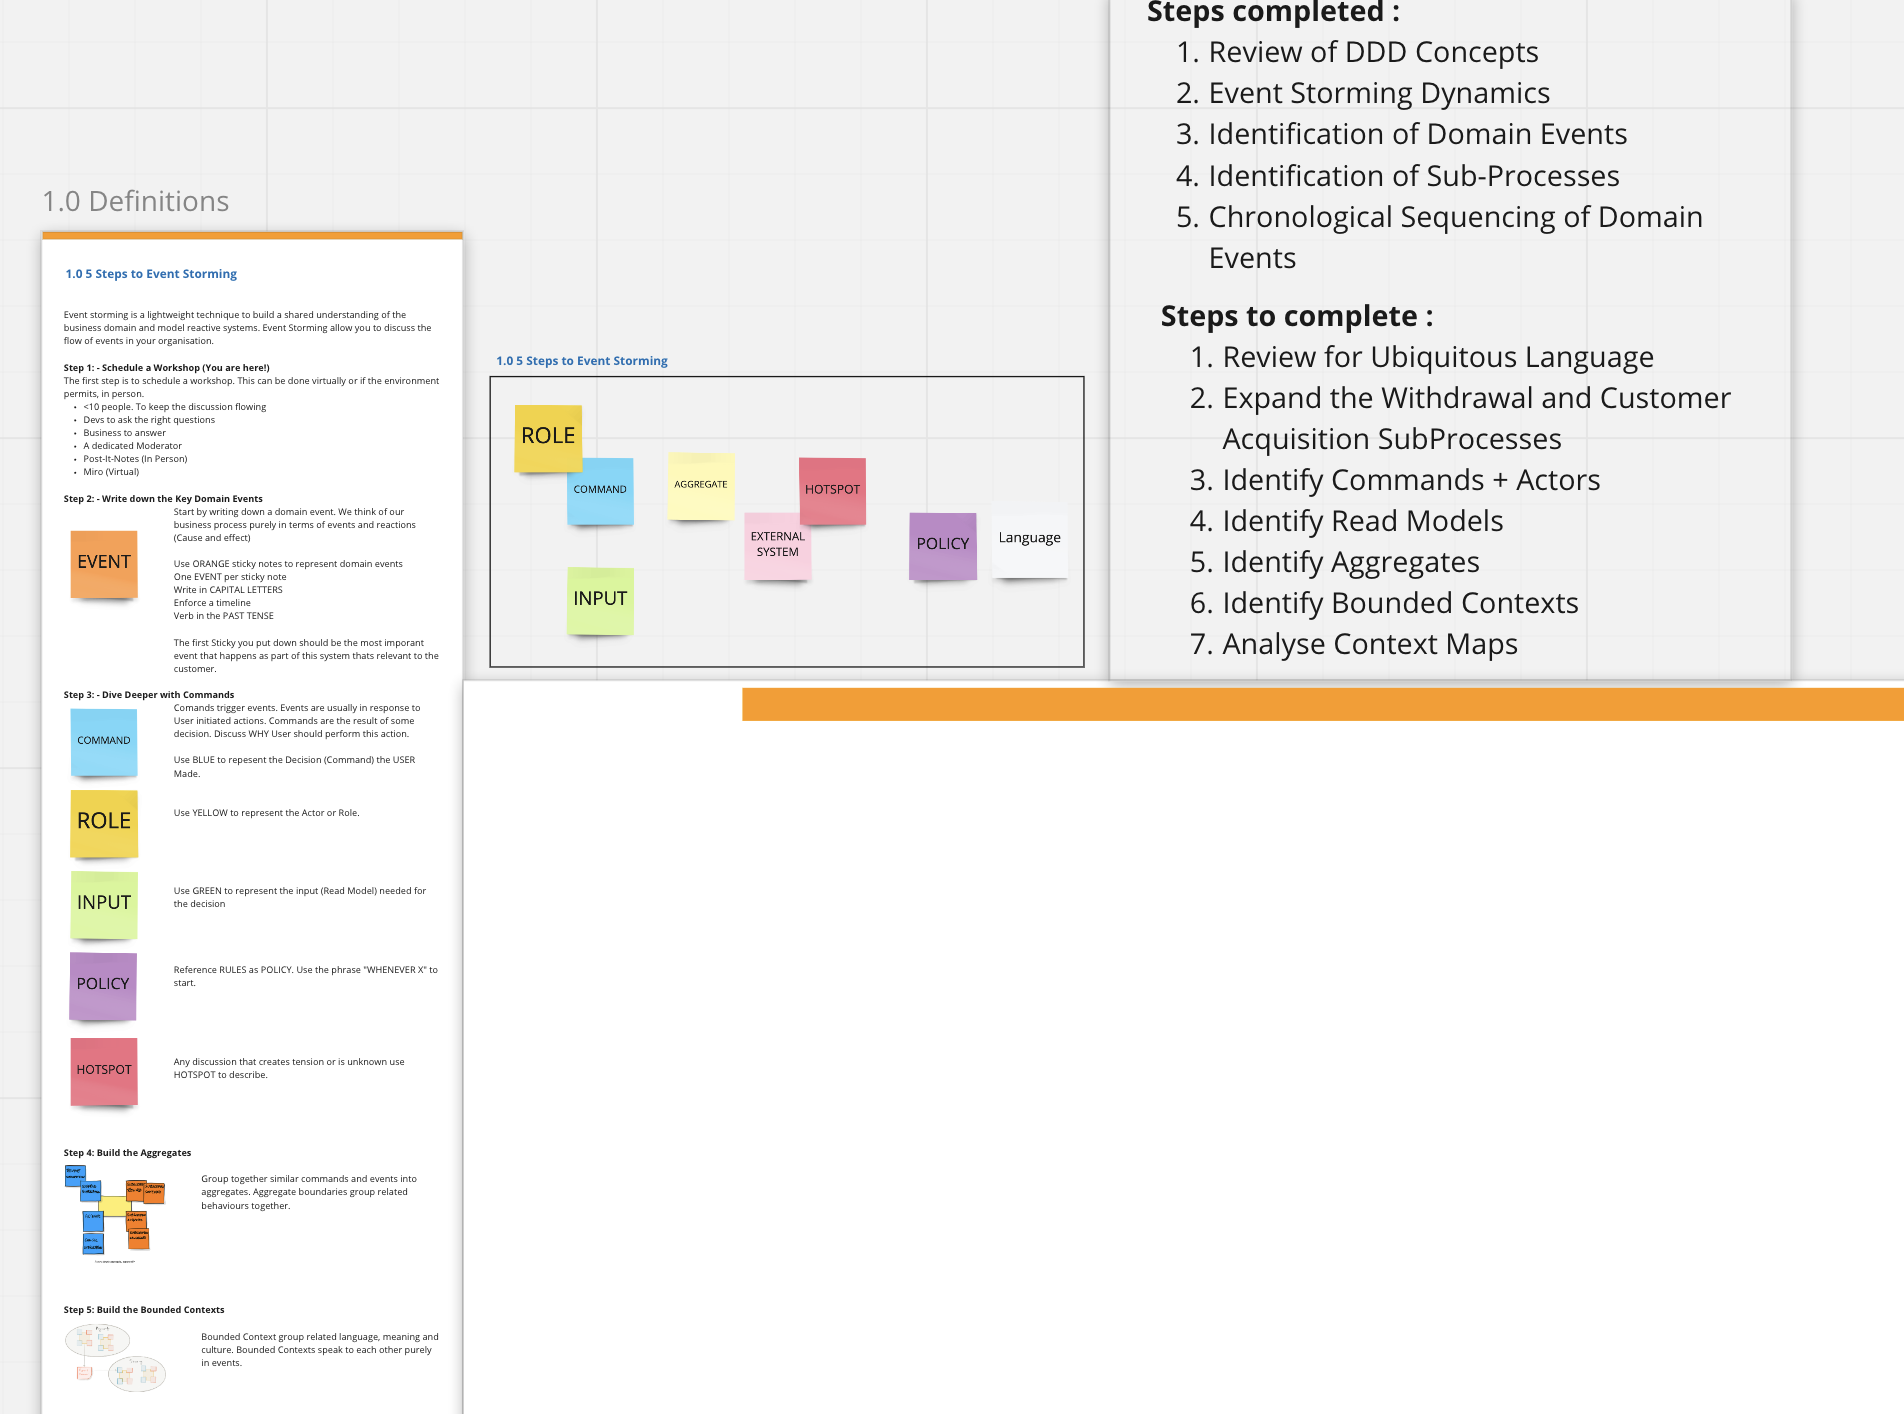 1.0 Definitions
1.0 5 Steps to Event Storming
Event storming is a lightweight technique to build a shared understanding of the
business domain and model reactive systems. Event Storming allow you to discuss the
flow of events in your organisation.
Step 1: - Schedule a Workshop (You are here!)
The first step is to schedule a workshop. This can be done virtually or if the environment
permits, in person.
• <10 people. To keep the discussion flowing
• Devs to ask the right questions
• Business to answer
• A dedicated Moderator
• Post-It-Notes (In Person)
• Miro (Virtual)
Step 2: - Write down the Key Domain Events
EVENT
Start by writing down a domain event. We think of our
business process purely in terms of events and reactions
(Cause and effect)
Use ORANGE sticky notes to represent domain events
One EVENT per sticky note
Write in CAPITAL LETTERS
Enforce a timeline
Verb in the PAST TENSE
The first Sticky you put down should be the most imporant
event that happens as part of this system thats relevant to the
customer.
Step 3: - Dive Deeper with Commands
COMMAND
Comands trigger events. Events are usually in response to
User initiated actions. Commands are the result of some
decision. Discuss WHY User should perform this action.
Use BLUE to repesent the Decision (Command) the USER
Made.
ROLE
Use YELLOW to represent the Actor or Role.
INPUT
Use GREEN to represent the input (Read Model) needed for
the decision
POLICY
Reference RULES as POLICY. Use the phrase "WHENEVER X" to
start.
HOTSPOT
Any discussion that creates tension or is unknown use
HOTSPOT to describe.
Step 4: Build the Aggregates
Group together similar commands and events into
aggregates. Aggregate boundaries group related
behaviours together.
Step 5: Build the Bounded Contexts
Bounded Context group related language, meaning and
culture. Bounded Contexts speak to each other purely
in events.
1.0 5 Steps to Event Storming
ROLE
COMMAND
AGGREGATE
HOTSPOT
EXTERNAL
SYSTEM
POLICY
Language
INPUT
Steps completed :
1. Review of DDD Concepts
2. Event Storming Dynamics
3. Identification of Domain Events
4. Identification of Sub-Processes
5. Chronological Sequencing of Domain
Events
Steps to complete :
1. Review for Ubiquitous Language
2. Expand the Withdrawal and Customer
Acquisition SubProcesses
3. Identify Commands + Actors
4. Identify Read Models
5. Identify Aggregates
6. Identify Bounded Contexts
7. Analyse Context Maps